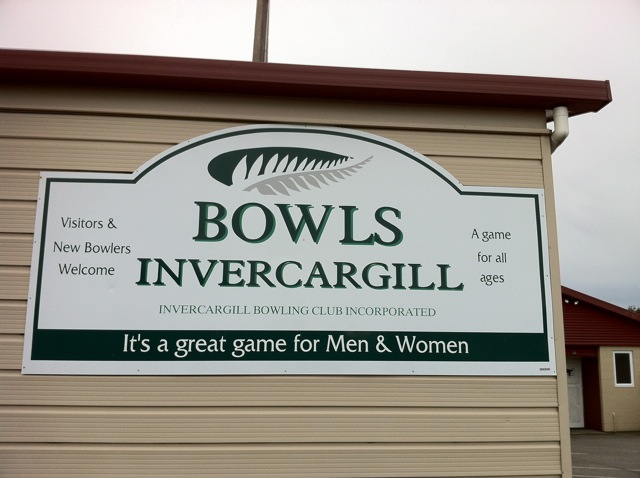 BOWLS
INVERCARGILL
Visitors &
New Bowlers
Welcome
A game
for all
ages
INVERCARGILL BOWLING CLUB INCORPORATED
It's a great game for Men & Women